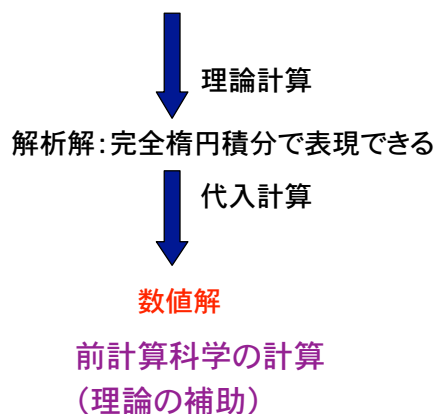 理論計算
解析解:完全楕円積分で表現できる
代入計算
数値解
前計算科学の計算
(理論の補助)